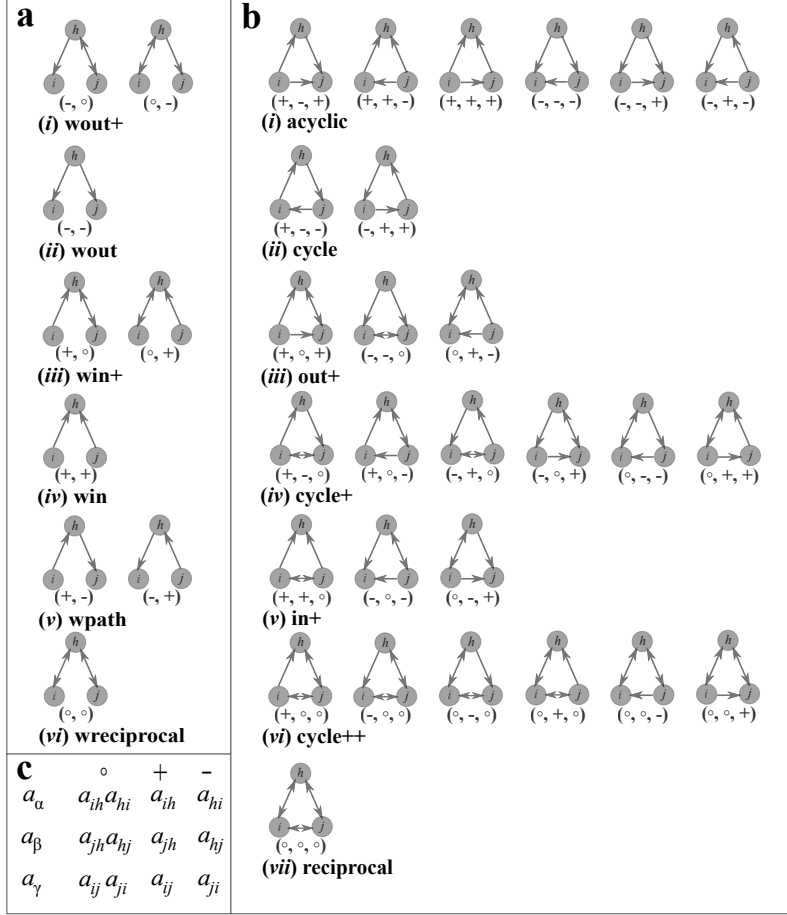 a
h h
i j i j
(-, ∘) (∘, -)
(i) wout+
h
i j
(-, -)
(ii) wout
h h
i j i j
(+, ∘) (∘, +)
(iii) win+
h
i j
(+, +)
(iv) win
h h
i j i j
(+, -) (-, +)
(v) wpath
h
i j
(∘, ∘)
(vi) wreciprocal
b
h h h h h h
i j i j i j i j i j i j
(+, -, +) (+, +, -) (+, +, +) (-, -, -) (-, -, +) (-, +, -)
(i) acyclic
h h
i j i j
(+, -, -) (-, +, +)
(ii) cycle
h h h
i j i j i j
(+, ∘, +) (-, -, ∘) (∘, +, -)
(iii) out+
h h h h h h
i j i j i j i j i j i j
(+, -, ∘) (+, ∘, -) (-, +, ∘) (-, ∘, +) (∘, -, -) (∘, +, +)
(iv) cycle+
h h h
i j i j i j
(+, +, ∘) (-, ∘, -) (∘, -, +)
(v) in+
h h h h h h
i j i j i j i j i j i j
(+, ∘, ∘) (-, ∘, ∘) (∘, -, ∘) (∘, +, ∘) (∘, ∘, -) (∘, ∘, +)
(vi) cycle++
h
i j
(∘, ∘, ∘)
(vii) reciprocal
c ∘ + -
aα aihahi aih ahi
aβ ajhahj ajh ahj
aγ aijaji aij aji